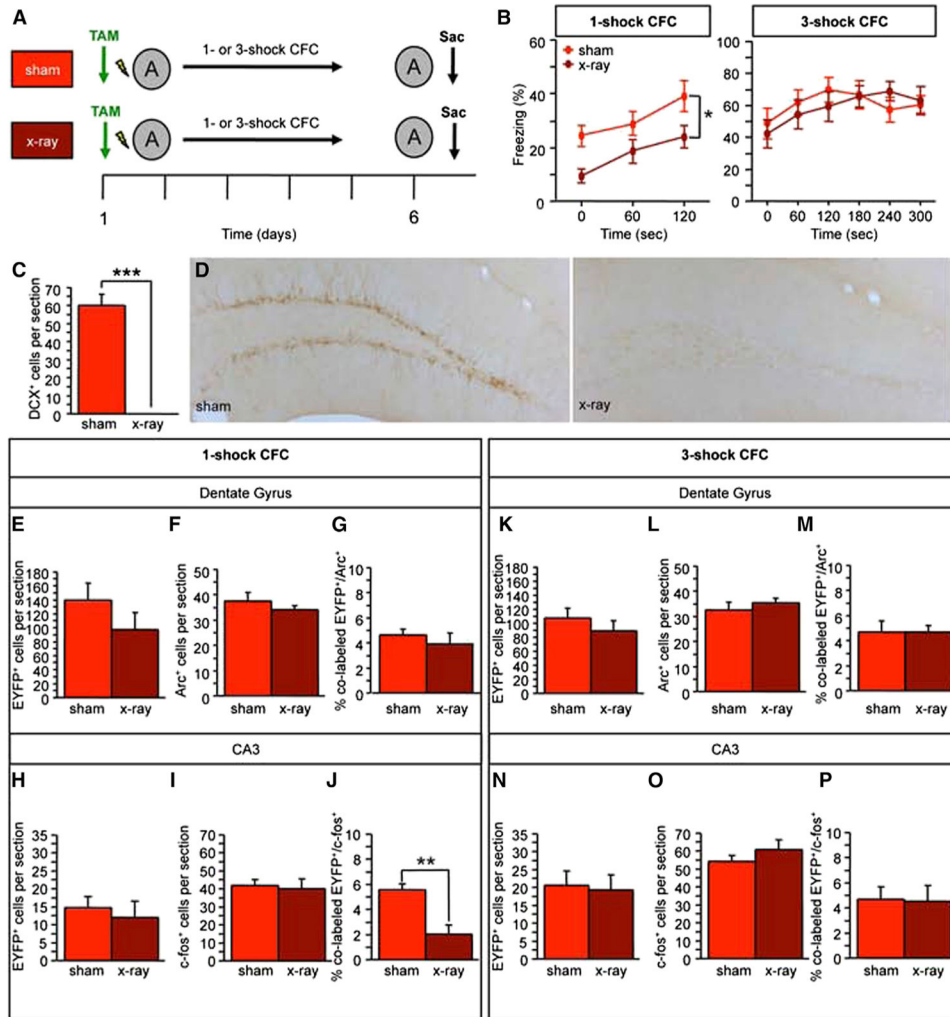 A
sham
TAM
A
1- or 3-shock CFC
A
Sac
x-ray
TAM
A
1- or 3-shock CFC
A
Sac
1
6
Time (days)
B
1-shock CFC
3-shock CFC
Freezing (%)
60
40
20
0
sham
x-ray
*
0 60 120
Time (sec)
100
80
60
40
20
0
0 60 120 180 240 300
Time (sec)
C
DCX⁺ cells per section
70
60
50
40
30
20
10
0
***
sham x-ray
D
sham
x-ray
1-shock CFC
Dentate Gyrus
E
EYFP⁺ cells per section
180
160
140
120
100
80
60
40
20
0
sham x-ray
F
Arc⁺ cells per section
50
40
30
20
10
0
sham x-ray
G
% co-labeled EYFP⁺/Arc⁺
10
8
6
4
2
0
sham x-ray
CA3
H
EYFP⁺ cells per section
35
30
25
20
15
10
5
0
sham x-ray
I
c-fos⁺ cells per section
70
60
50
40
30
20
10
0
sham x-ray
J
% co-labeled EYFP⁺/c-fos⁺
10
8
6
4
2
0
**
sham x-ray
3-shock CFC
Dentate Gyrus
K
EYFP⁺ cells per section
180
160
140
120
100
80
60
40
20
0
sham x-ray
L
Arc⁺ cells per section
50
40
30
20
10
0
sham x-ray
M
% co-labeled EYFP⁺/Arc⁺
10
8
6
4
2
0
sham x-ray
CA3
N
EYFP⁺ cells per section
35
30
25
20
15
10
5
0
sham x-ray
O
c-fos⁺ cells per section
70
60
50
40
30
20
10
0
sham x-ray
P
% co-labeled EYFP⁺/c-fos⁺
10
8
6
4
2
0
sham x-ray